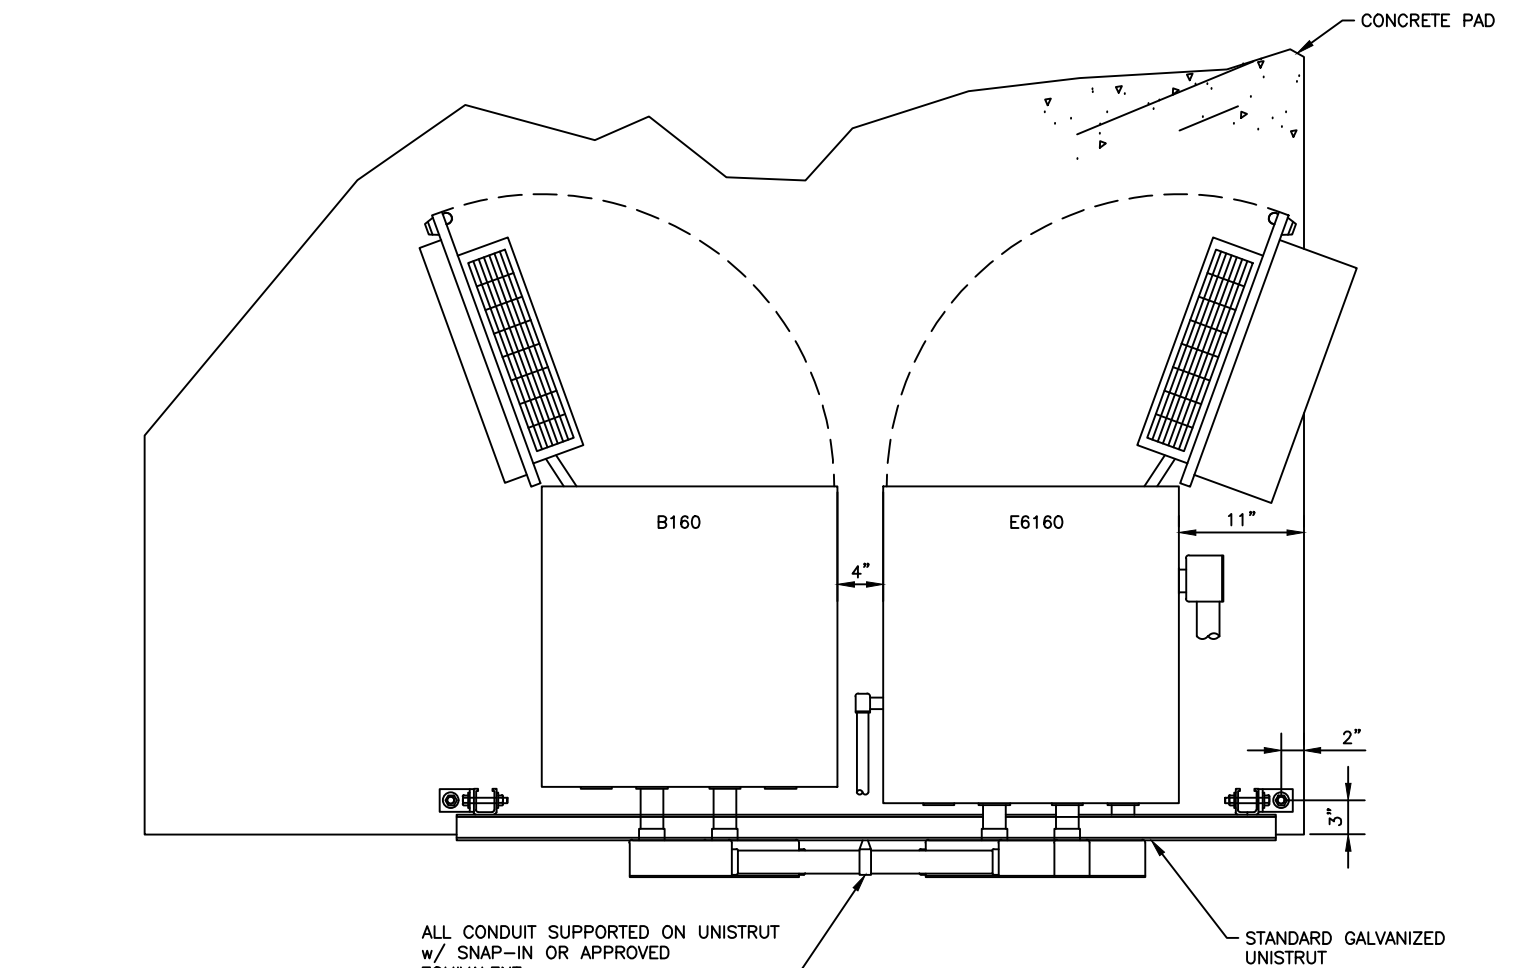 CONCRETE PAD
B160
E6160
11"
4"
2"
3"
ALL CONDUIT SUPPORTED ON UNISTRUT
w/ SNAP-IN OR APPROVED
STANDARD GALVANIZED
UNISTRUT